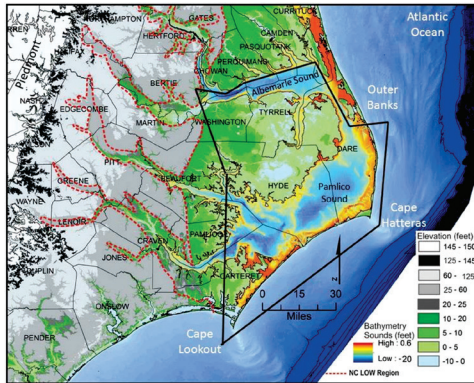 CURRITUCK
Atlantic
Ocean
GATES
HERTFORD
CAMDEN
PASQUOTANK
PERQUIMANS
CHOWAN
Piedmont
BERTIE
Albemarle Sound
Outer
Banks
EDGECOMBE
MARTIN
WASHINGTON
TYRRELL
DARE
PITT
BEAUFORT
HYDE
Pamlico
Sound
GREENE
WAYNE
LENOIR
CRAVEN
PAMLICO
Cape
Hatteras
JONES
CARTERET
ONSLOW
PENDER
Cape
Lookout
0 15 30
Miles
Z
Elevation (feet)
145 - 150
125 - 145
60 - 125
25 - 60
20 - 25
10 - 20
5 - 10
0 - 5
-10 - 0
Bathymetry
Sounds (feet)
High : 0.6
Low : -20
NC LOW Region